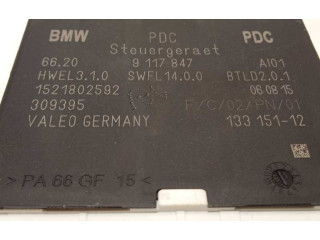 BMW PDC PDC
Steuergeraet
66.20 9 117 847 AI01
HWEL3.1.0 SWFL14.0.0 BTLD2.0.1
1521802592 06.08.15
309395 P/C/02/PN/01
VALEO GERMANY 133 151-12
> PA 66 GF 15 <